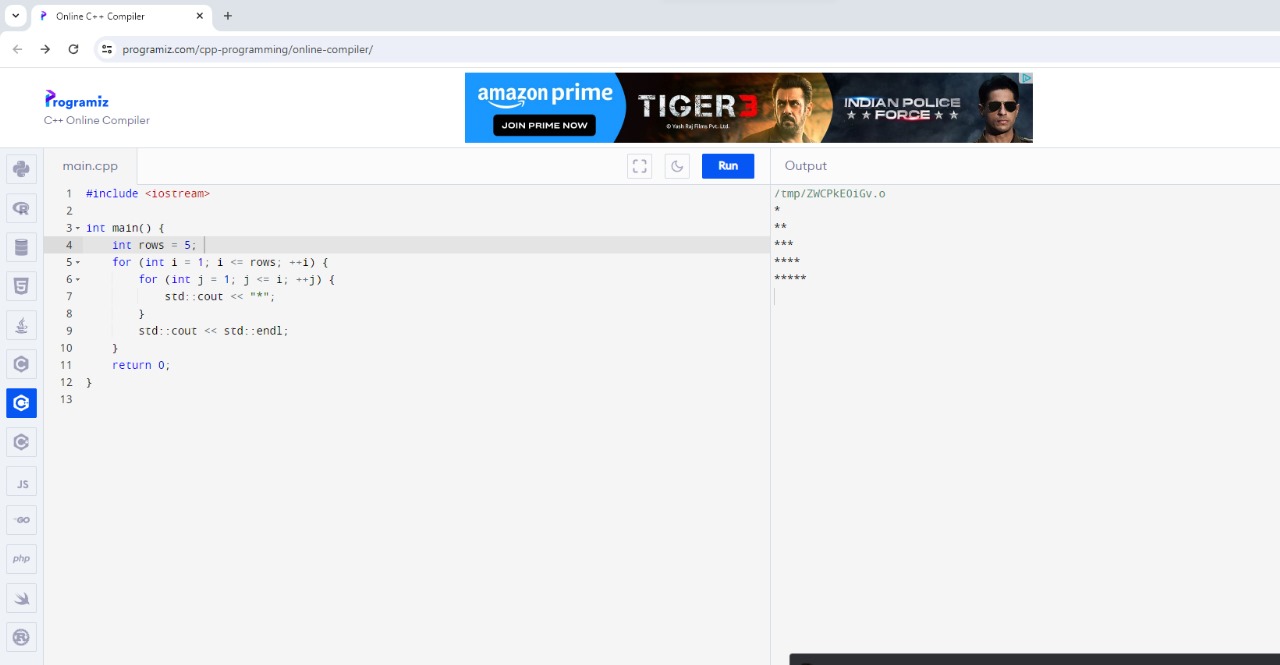 Online C++ Compiler
programiz.com/cpp-programming/online-compiler/
Programiz
C++ Online Compiler
amazon prime
JOIN PRIME NOW
TIGER 3
© Yash Raj Films Pvt. Ltd.
INDIAN POLICE
FORCE
main.cpp
Run
Output
1 #include <iostream>
2
3 int main() {
4     int rows = 5;
5     for (int i = 1; i <= rows; ++i) {
6         for (int j = 1; j <= i; ++j) {
7             std::cout << "*";
8         }
9         std::cout << std::endl;
10     }
11     return 0;
12 }
13
/tmp/ZWCPkEOiGv.o
*
**
***
****
*****
R
5
C
C
C
JS
GO
php
R